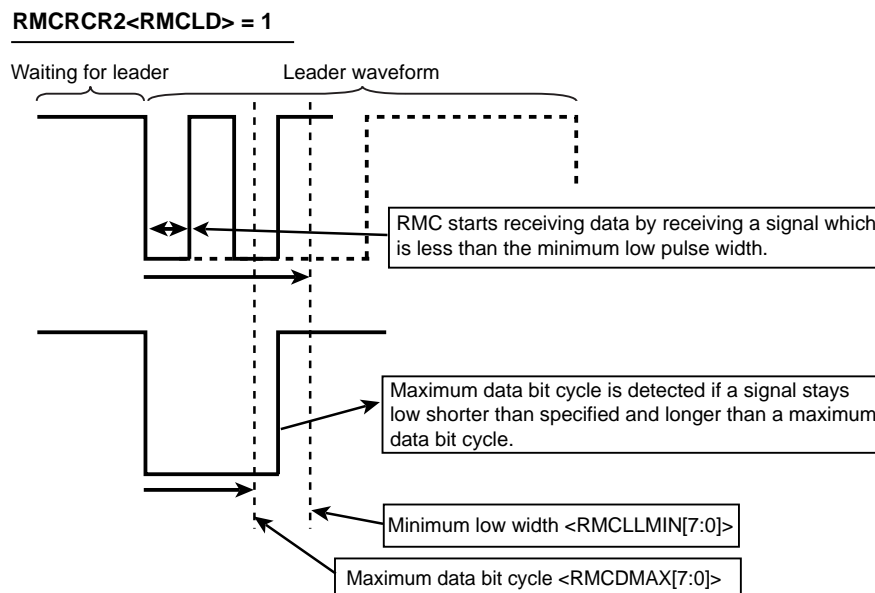 RMCRCR2<RMCLD> = 1
Waiting for leader
Leader waveform
RMC starts receiving data by receiving a signal which
is less than the minimum low pulse width.
Maximum data bit cycle is detected if a signal stays
low shorter than specified and longer than a maximum
data bit cycle.
Minimum low width <RMCLLMIN[7:0]>
Maximum data bit cycle <RMCDMAX[7:0]>